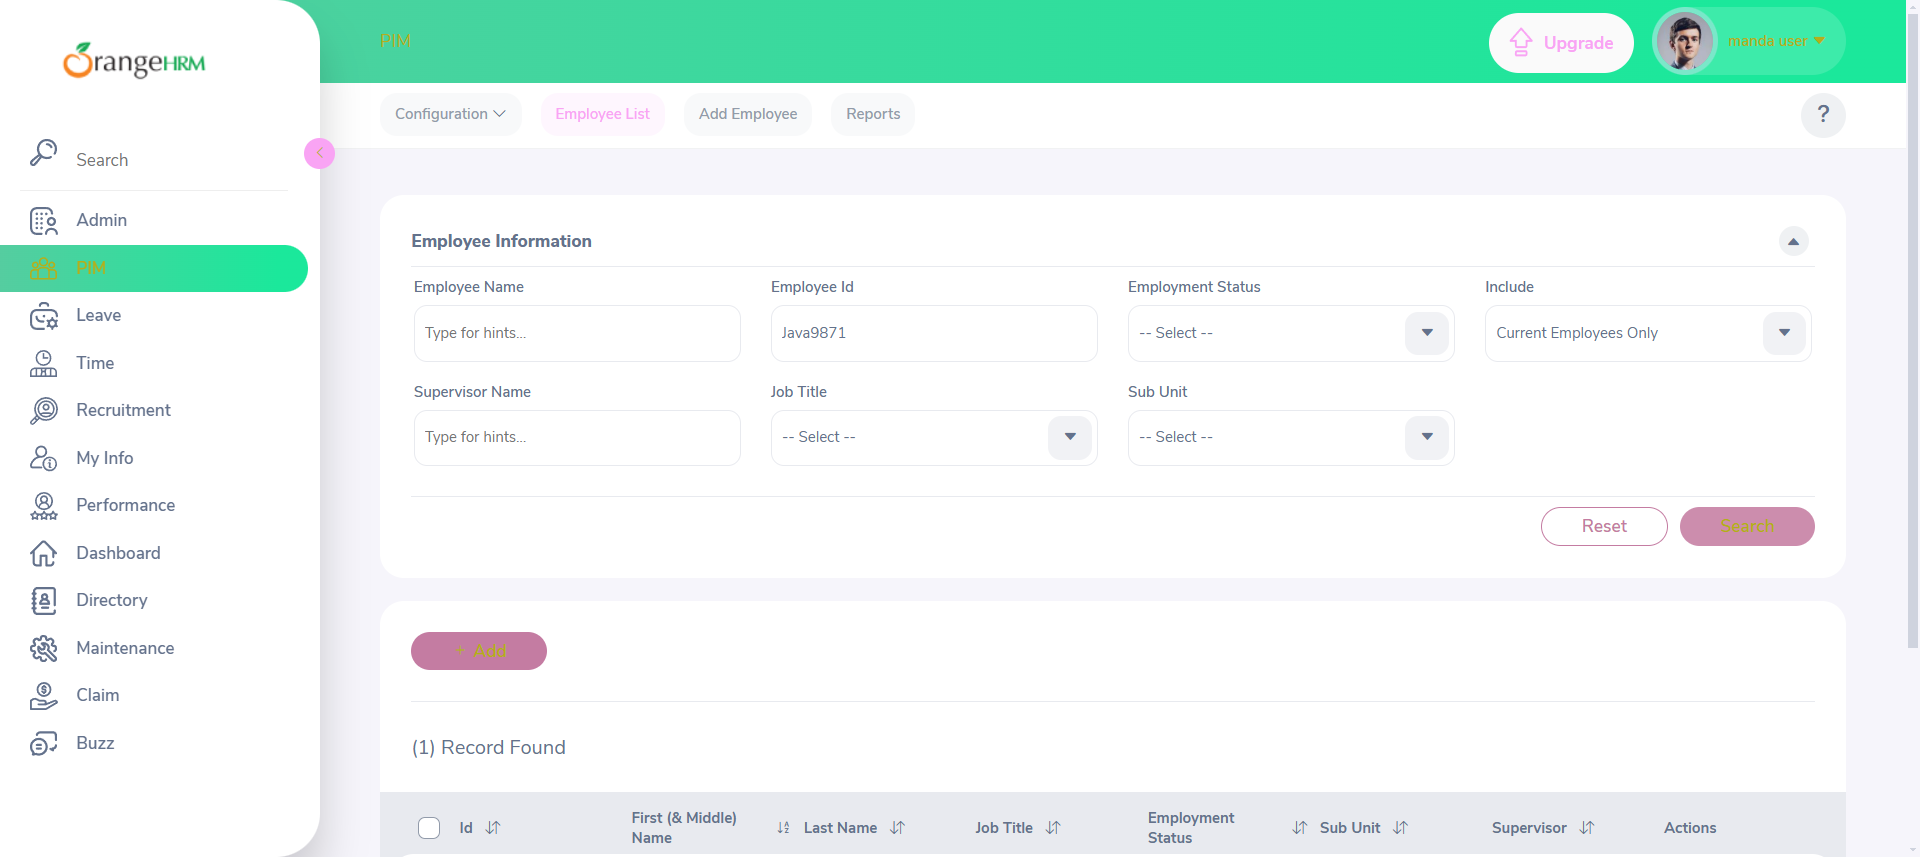 OrangeHRM
PIM
Upgrade
manda user
Configuration
Employee List
Add Employee
Reports
?
Search
Admin
PIM
Leave
Time
Recruitment
My Info
Performance
Dashboard
Directory
Maintenance
Claim
Buzz
Employee Information
Employee Name
Employee Id
Employment Status
Include
Type for hints...
Java9871
-- Select --
Current Employees Only
Supervisor Name
Job Title
Sub Unit
Type for hints...
-- Select --
-- Select --
Reset
Search
+ Add
(1) Record Found
Id
First (& Middle)
Name
Last Name
Job Title
Employment
Status
Sub Unit
Supervisor
Actions